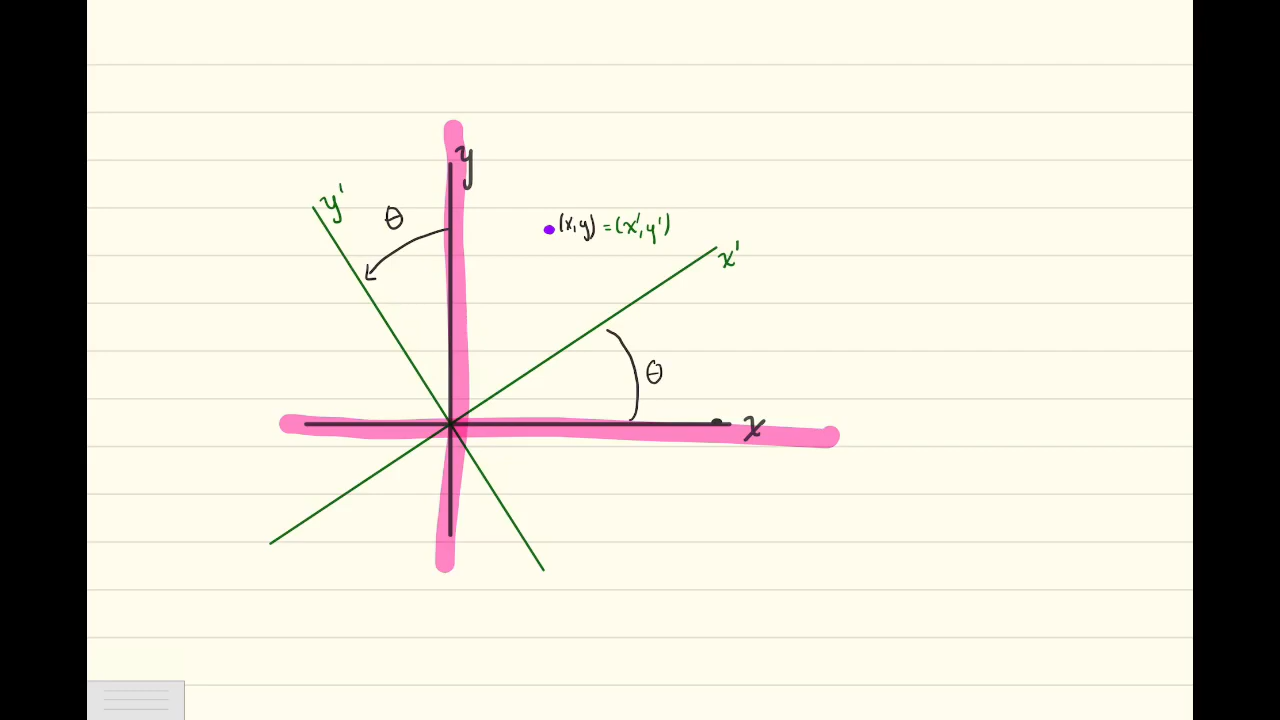 y
y'
θ
(x,y) = (x',y')
x'
θ
x